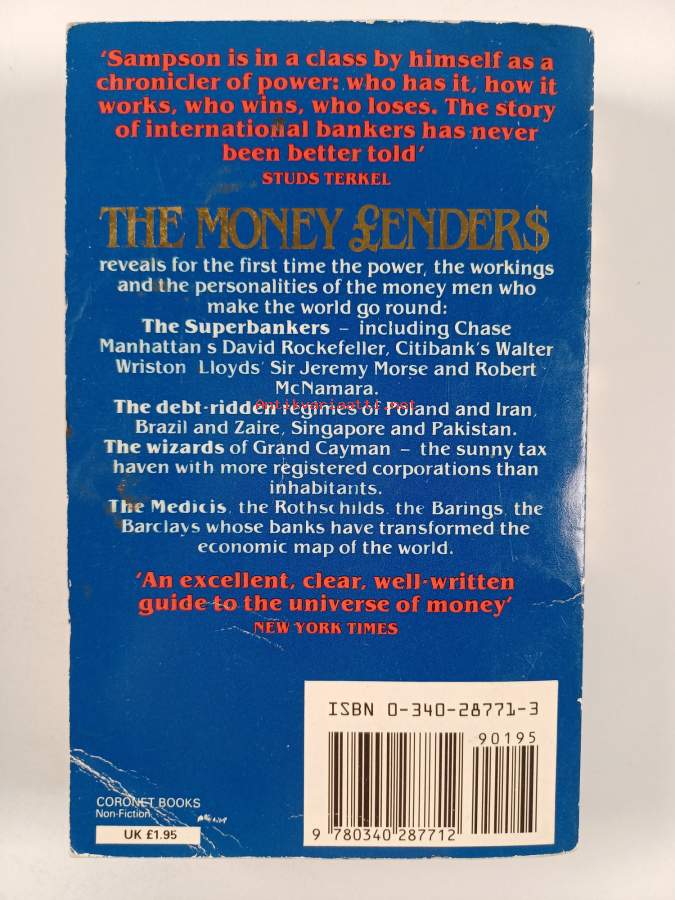 ‘Sampson is in a class by himself as a
chronicler of power: who has it, how it
works, who wins, who loses. The story
of international bankers has never
been better told’
STUDS TERKEL
THE MONEY £ENDER$
reveals for the first time the power, the workings
and the personalities of the money men who
make the world go round:
The Superbankers – including Chase
Manhattan s David Rockefeller, Citibank's Walter
Wriston Lloyds' Sir Jeremy Morse and Robert
McNamara.
Antikvariaatti.net
The debt-ridden regimes of Poland and Iran,
Brazil and Zaire, Singapore and Pakistan.
The wizards of Grand Cayman – the sunny tax
haven with more registered corporations than
inhabitants.
The Medicis, the Rothschilds, the Barings, the
Barclays whose banks have transformed the
economic map of the world.
‘An excellent, clear, well-written
guide to the universe of money’
NEW YORK TIMES
ISBN 0-340-28771-3
90195
9 780340 287712
CORONET BOOKS
Non-Fiction
UK £1.95